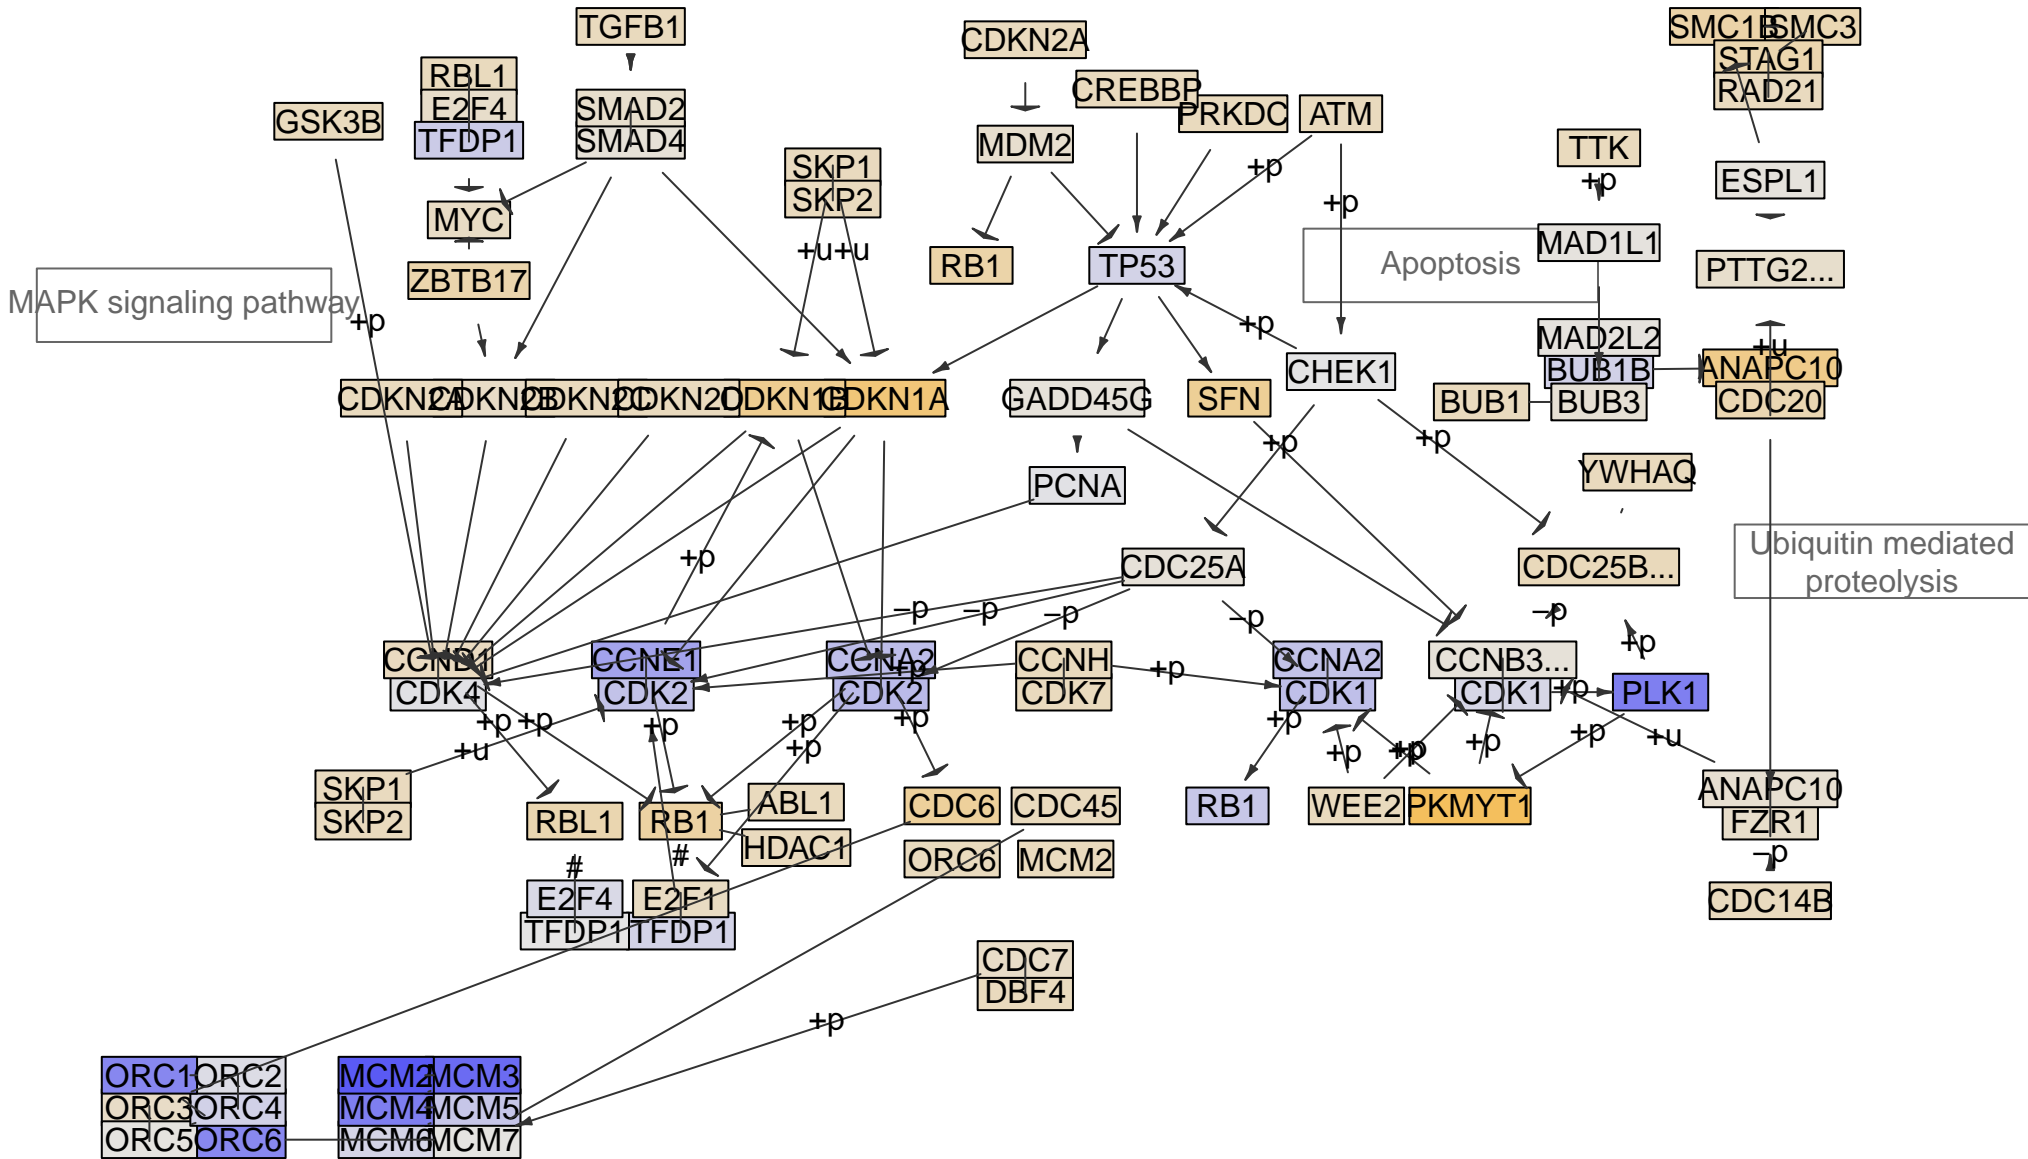 TGFB1
CDKN2A
SMC1B
SMC3
STAG1
RAD21
RBL1
E2F4
TFDP1
GSK3B
SMAD2
SMAD4
CREBBP
PRKDC
ATM
MDM2
SKP1
SKP2
TTK
+p
ESPL1
+p
+p
MYC
ZBTB17
+u
+u
RB1
TP53
Apoptosis
MAD1L1
PTTG2...
MAPK signaling pathway
+p
+p
MAD2L2
BUB1B
BUB3
BUB1
+u
ANAPC10
CDC20
CHEK1
CDKN2A
CDKN2B
CDKN2C
CDKN2D
CDKN1B
CDKN1A
GADD45G
SFN
+p
+p
YWHAQ
PCNA
Ubiquitin mediated
proteolysis
+p
CDC25A
CDC25B...
−p
−p
−p
−p
−p
+p
CCND1
CDK4
CCNE1
CDK2
CCNA2
CDK2
+p
CCNH
CDK7
+p
CCNA2
CDK1
CCNB3...
CDK1
+p
PLK1
+p
+p
+u
+p
+p
+p
+p
+p
+p
+p
+p
+p
+p
+u
SKP1
SKP2
RBL1
RB1
ABL1
HDAC1
CDC6
CDC45
ORC6
MCM2
RB1
WEE2
PKMYT1
ANAPC10
FZR1
−p
CDC14B
#
#
E2F4
TFDP1
E2F1
TFDP1
CDC7
DBF4
+p
ORC1
ORC2
ORC3
ORC4
ORC5
ORC6
MCM2
MCM3
MCM4
MCM5
MCM6
MCM7